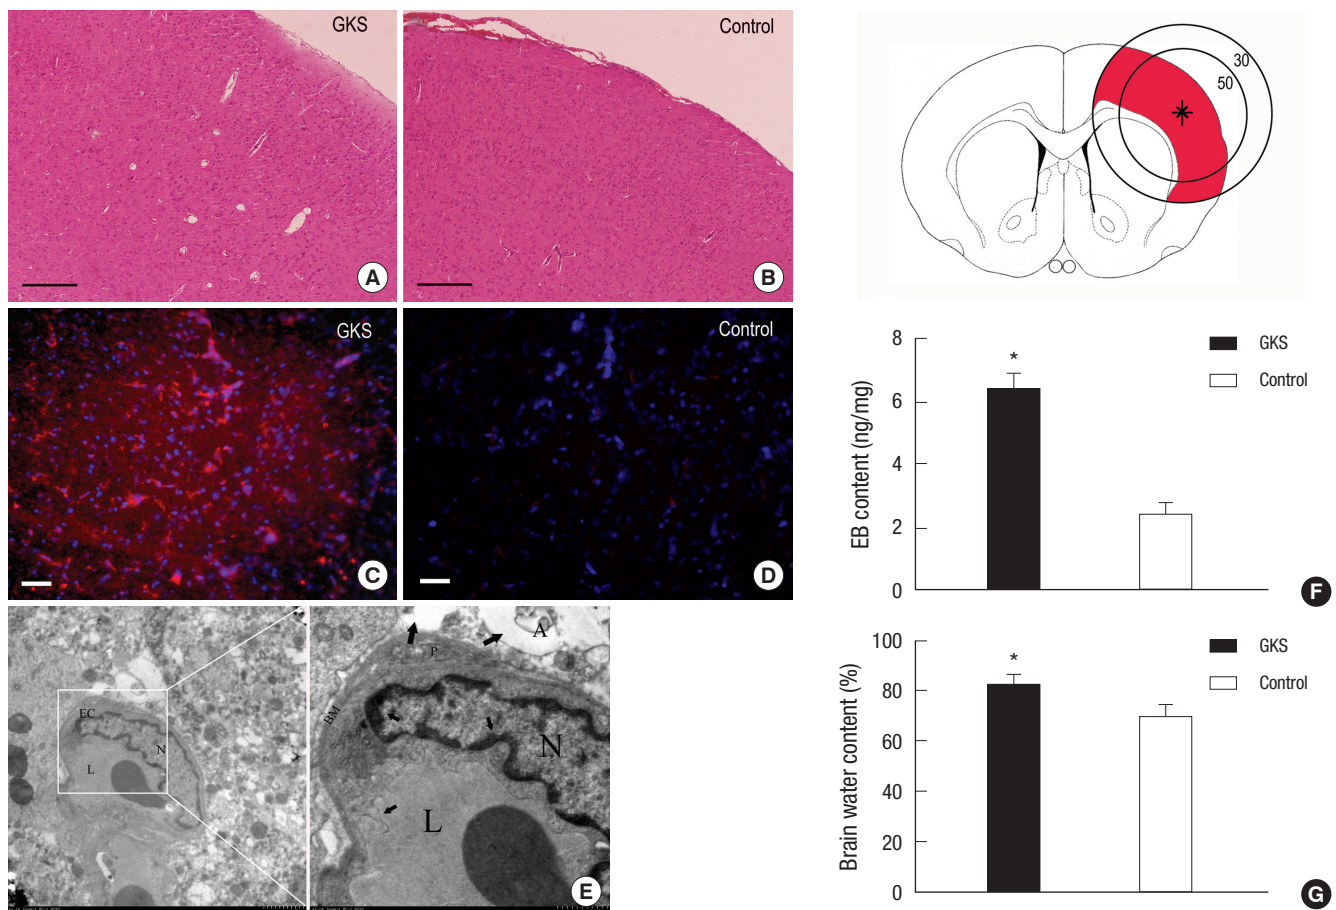 GKS
A
Control
B
30
50
GKS
C
Control
D
EC
N
L
A
P
BM
N
L
E
EB content (ng/mg)
8
6
4
2
0
*
GKS
Control
F
Brain water content (%)
100
80
60
40
20
0
*
GKS
Control
G